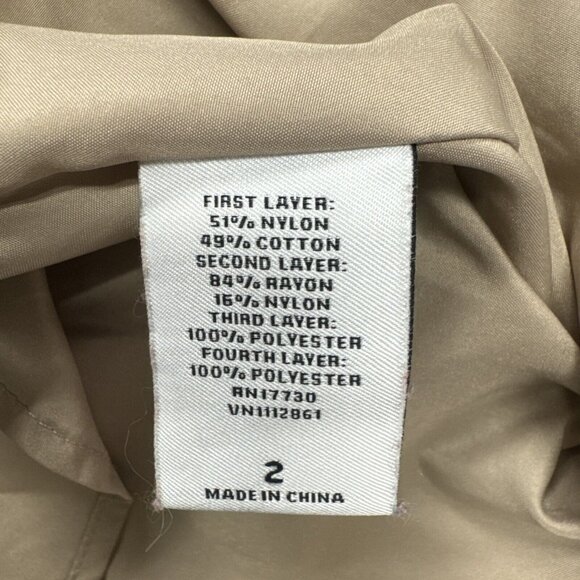 FIRST LAYER:
51% NYLON
49% COTTON
SECOND LAYER:
84% RAYON
16% NYLON
THIRD LAYER:
100% POLYESTER
FOURTH LAYER:
100% POLYESTER
RN17730
VN1112861
2
MADE IN CHINA